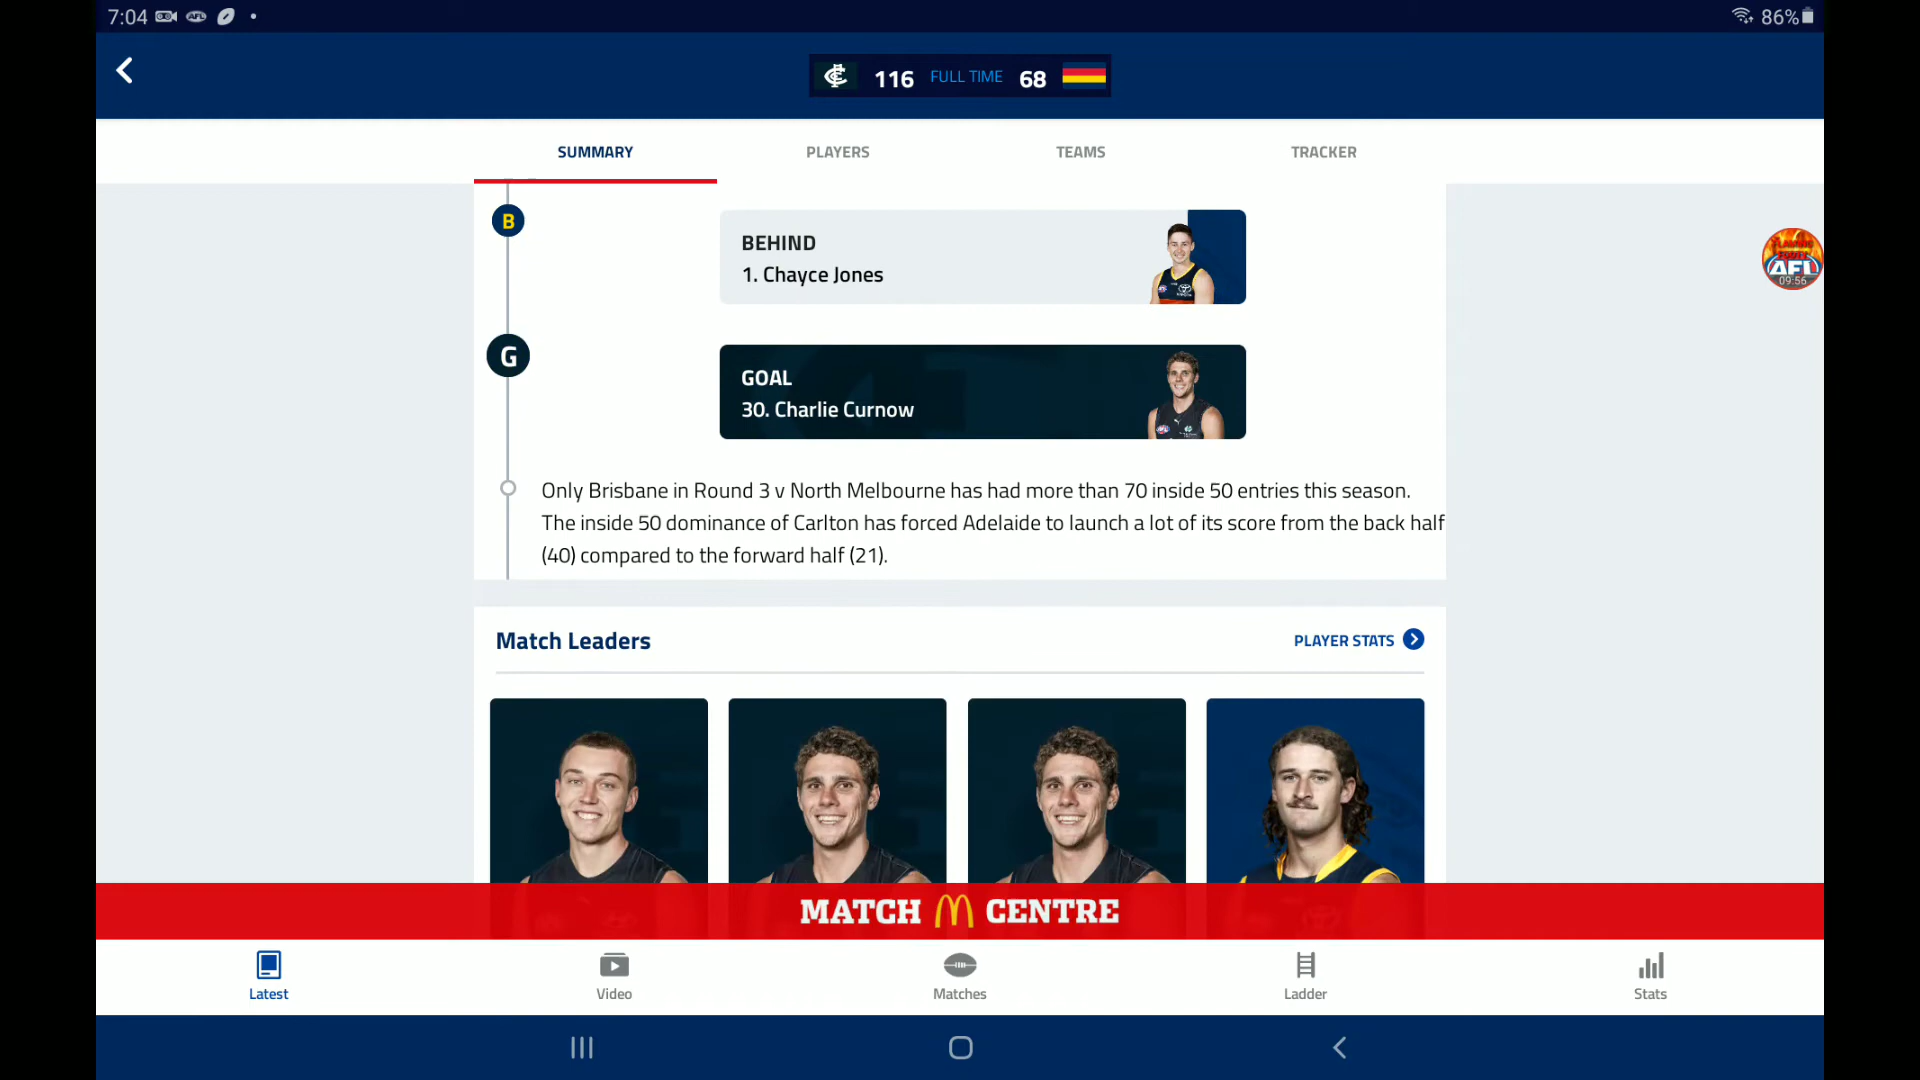 7:04
86%
116 FULL TIME 68
SUMMARY PLAYERS TEAMS TRACKER
B
BEHIND
1. Chayce Jones
AFL
09:56
G
GOAL
30. Charlie Curnow
Only Brisbane in Round 3 v North Melbourne has had more than 70 inside 50 entries this season.
The inside 50 dominance of Carlton has forced Adelaide to launch a lot of its score from the back half
(40) compared to the forward half (21).
Match Leaders
PLAYER STATS
MATCH CENTRE
Latest Video Matches Ladder Stats